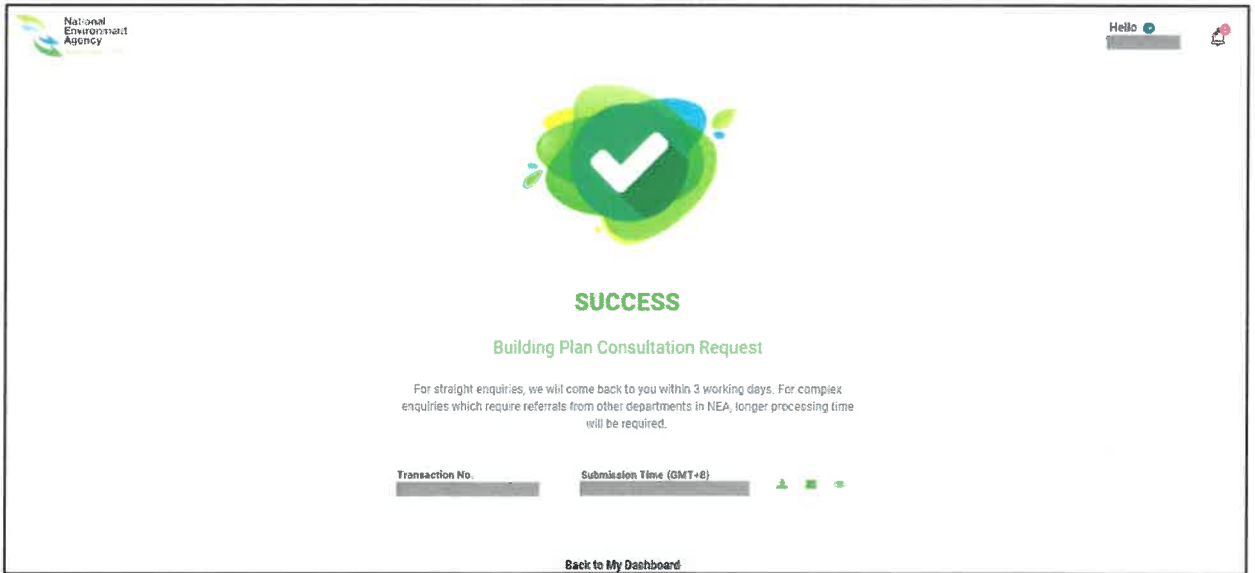 National
Environment
Agency
Hello
SUCCESS
Building Plan Consultation Request
For straight enquiries, we will come back to you within 3 working days. For complex
enquiries which require referrals from other departments in NEA, longer processing time
will be required.
Transaction No.
Submission Time (GMT+8)
Back to My Dashboard